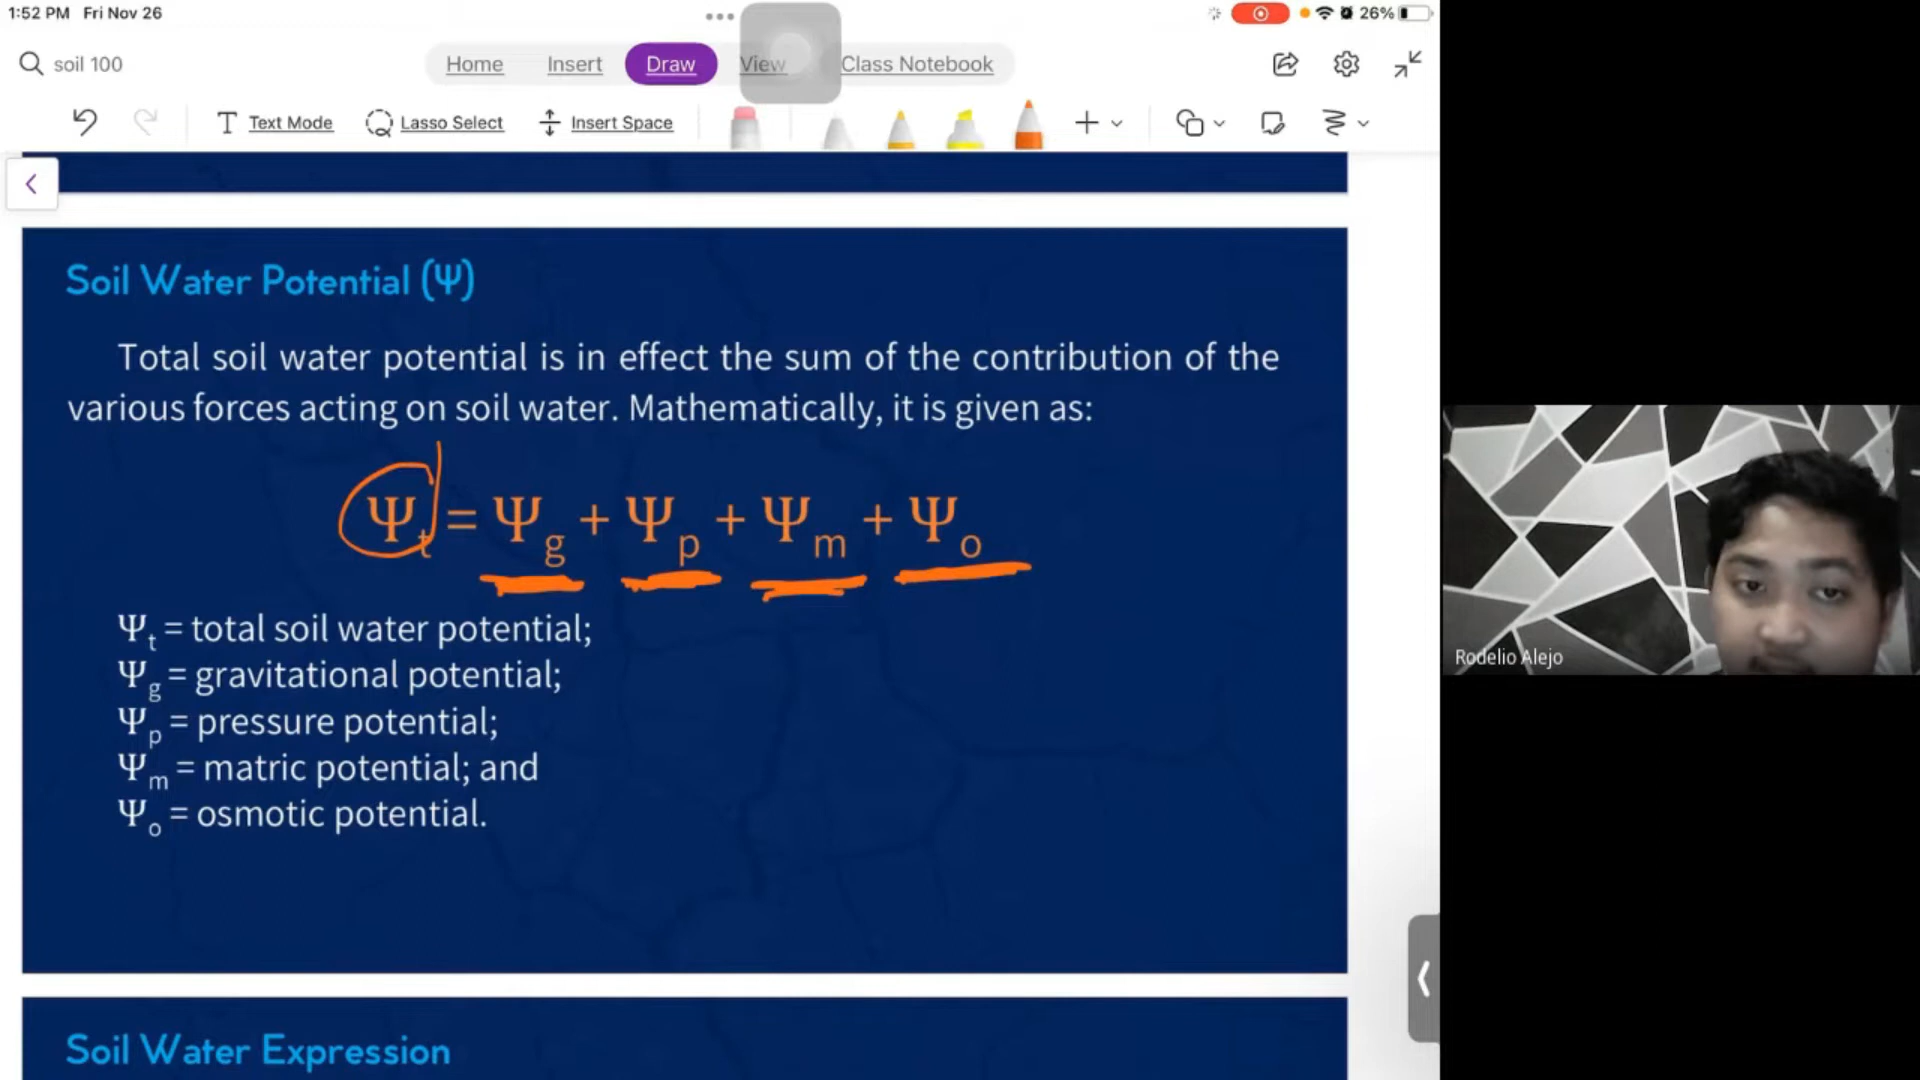 1:52 PM Fri Nov 26
26%
soil 100
Home Insert Draw View Class Notebook
Text Mode Lasso Select Insert Space
Soil Water Potential (Ψ)
Total soil water potential is in effect the sum of the contribution of the
various forces acting on soil water. Mathematically, it is given as:
Ψt = Ψg + Ψp + Ψm + Ψo
Ψt = total soil water potential;
Ψg = gravitational potential;
Ψp = pressure potential;
Ψm = matric potential; and
Ψo = osmotic potential.
Rodelio Alejo
Soil Water Expression